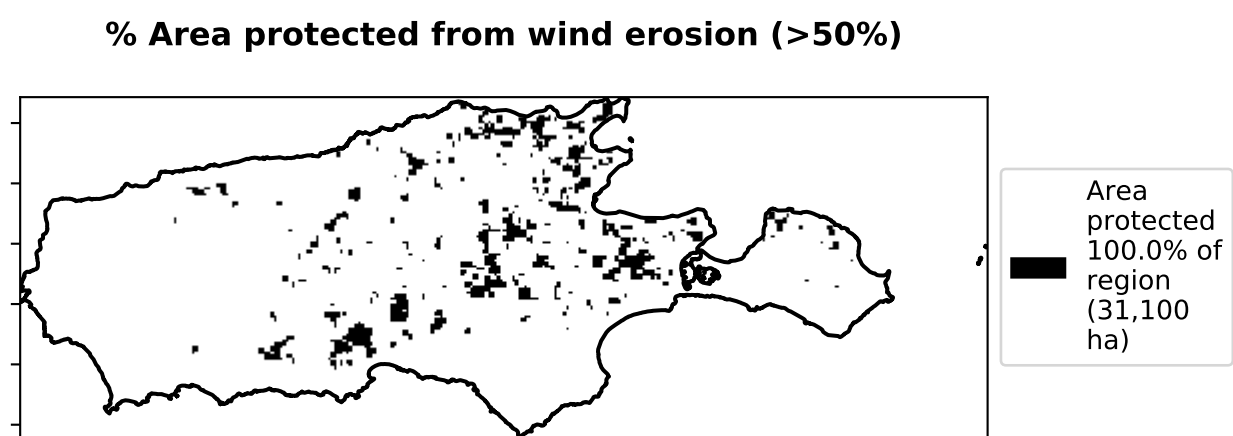 % Area protected from wind erosion (>50%)
Area
protected
100.0% of
region
(31,100
ha)